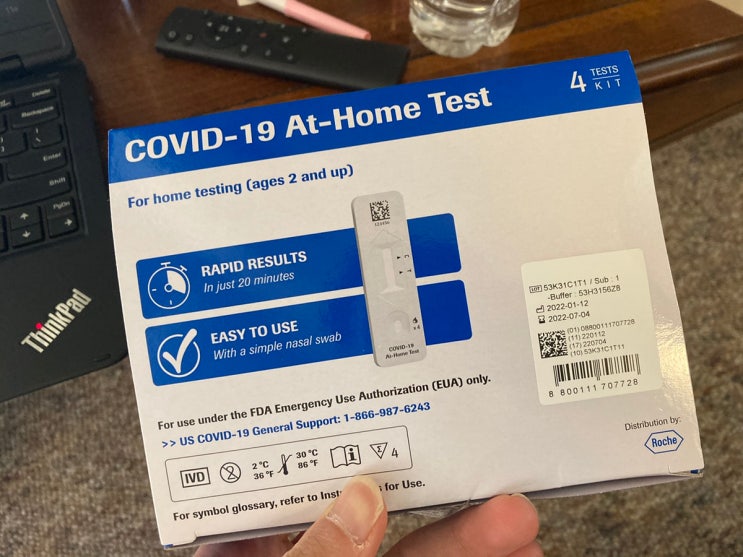 COVID-19 At-Home Test
4 TESTS
KIT
For home testing (ages 2 and up)
RAPID RESULTS
In just 20 minutes
EASY TO USE
With a simple nasal swab
123456
C
T
x 4
COVID-19
At-Home Test
LOT 53K31C1T1 / Sub : 1
-Buffer : 53H3156Z8
2022-01-12
2022-07-04
(01) 08800111707728
(11) 220112
(17) 220704
(10) 53K31C1T11
8 800111 707728
For use under the FDA Emergency Use Authorization (EUA) only.
>> US COVID-19 General Support: 1-866-987-6243
IVD
2
2 °C
36 °F
30 °C
86 °F
i
Σ 4
For symbol glossary, refer to for Use.
Distribution by:
Roche
ThinkPad
Delete
Backspace
Enter
Shift
PgDn